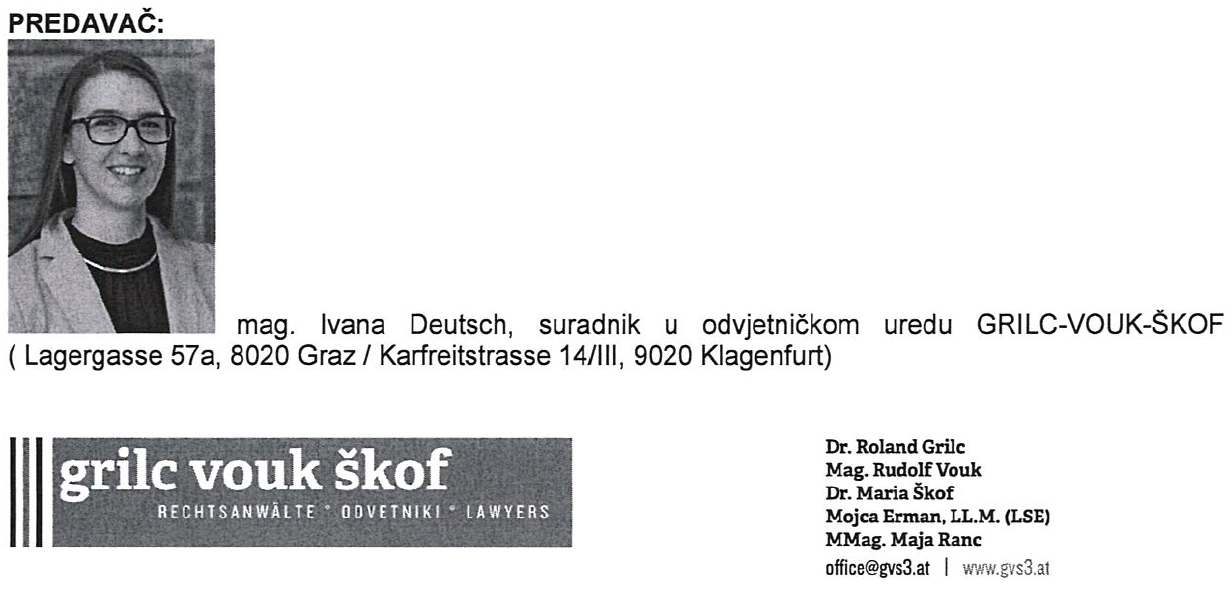 PREDAVAČ:
mag. Ivana Deutsch, suradnik u odvjetničkom uredu GRILC-VOUK-ŠKOF
( Lagergasse 57a, 8020 Graz / Karfreitstrasse 14/III, 9020 Klagenfurt)
grilc vouk škof
RECHTSANWÄLTE ° ODVETNIKI ° LAWYERS
Dr. Roland Grilc
Mag. Rudolf Vouk
Dr. Maria Škof
Mojca Erman, LL.M. (LSE)
MMag. Maja Ranc
office@gvs3.at | www.gvs3.at